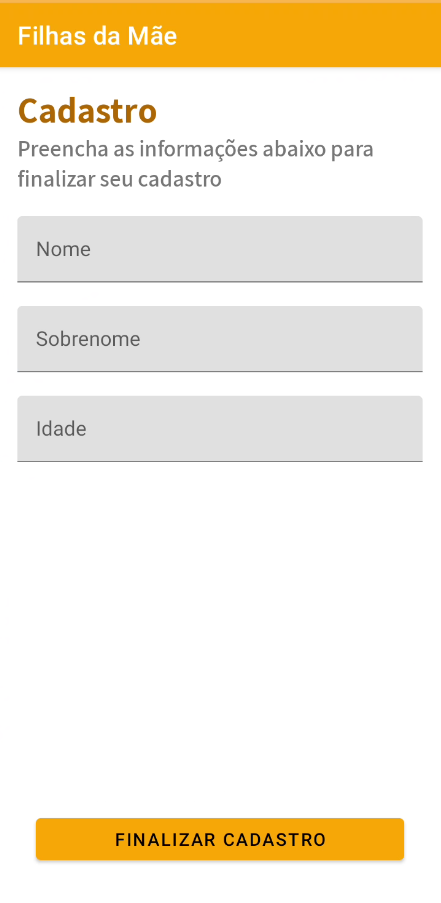 Filhas da Mãe
Cadastro
Preencha as informações abaixo para
finalizar seu cadastro
Nome
Sobrenome
Idade
FINALIZAR CADASTRO